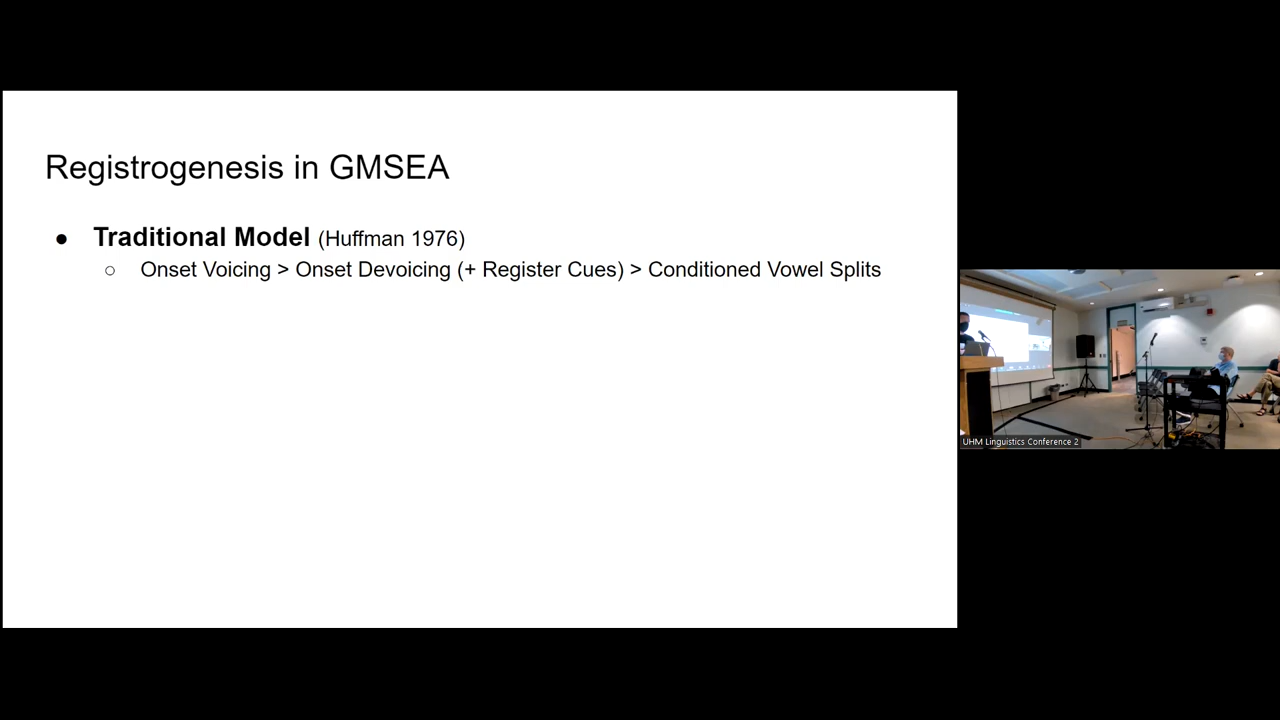 Registrogenesis in GMSEA
● Traditional Model (Huffman 1976)
○ Onset Voicing > Onset Devoicing (+ Register Cues) > Conditioned Vowel Splits
UHM Linguistics Conference 2